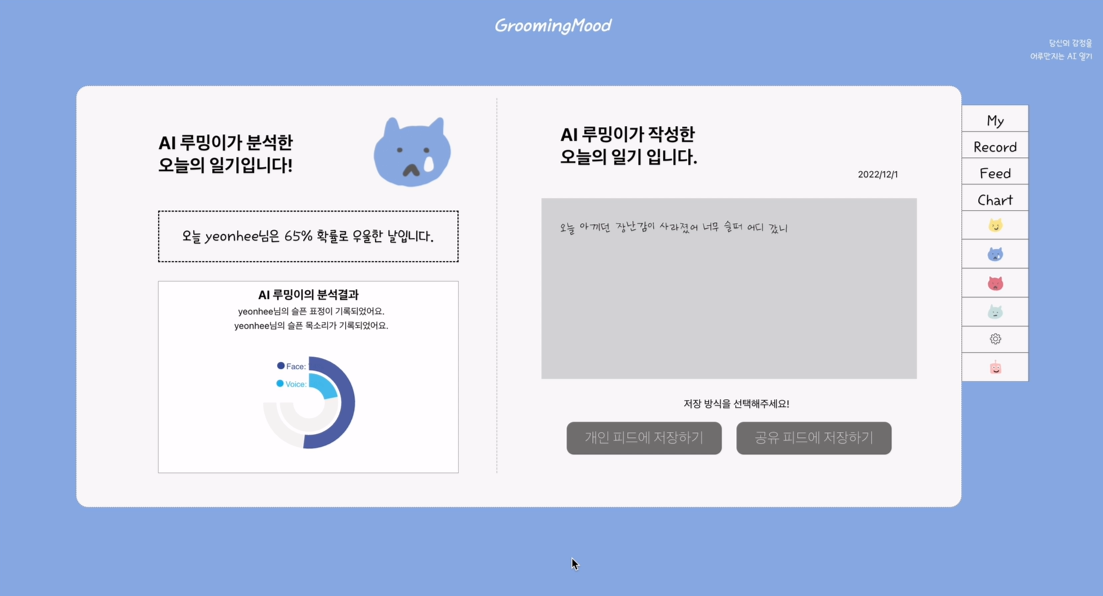 GroomingMood
당신의 감정을
어루만지는 AI 일기
AI 루밍이가 분석한
오늘의 일기입니다!
오늘 yeonhee님은 65% 확률로 우울한 날입니다.
AI 루밍이의 분석결과
yeonhee님의 슬픈 표정이 기록되었어요.
yeonhee님의 슬픈 목소리가 기록되었어요.
Face:
Voice:
AI 루밍이가 작성한
오늘의 일기 입니다.
2022/12/1
오늘 아끼던 장난감이 사라졌어 너무 슬퍼 어디 갔니
저장 방식을 선택해주세요!
개인 피드에 저장하기
공유 피드에 저장하기
My
Record
Feed
Chart